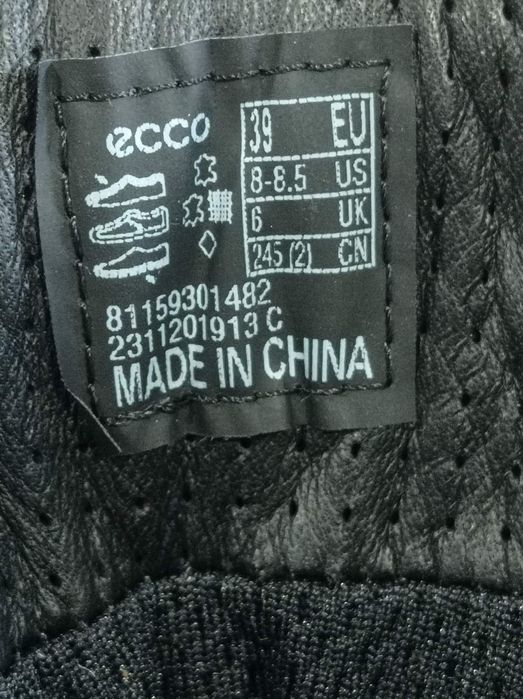 ecco
39 EU
8-8.5 US
6 UK
245 (2) CN
81159301482
2311201913 C
MADE IN CHINA